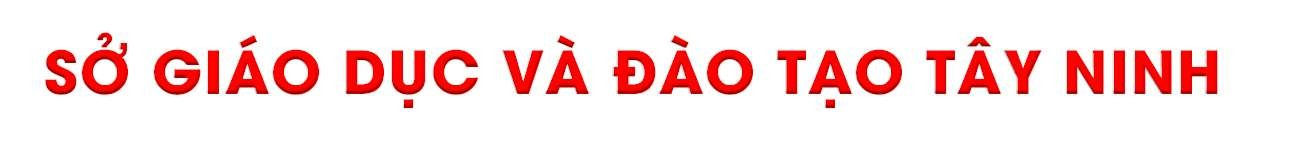 SỞ GIÁO DỤC VÀ ĐÀO TẠO TÂY NINH